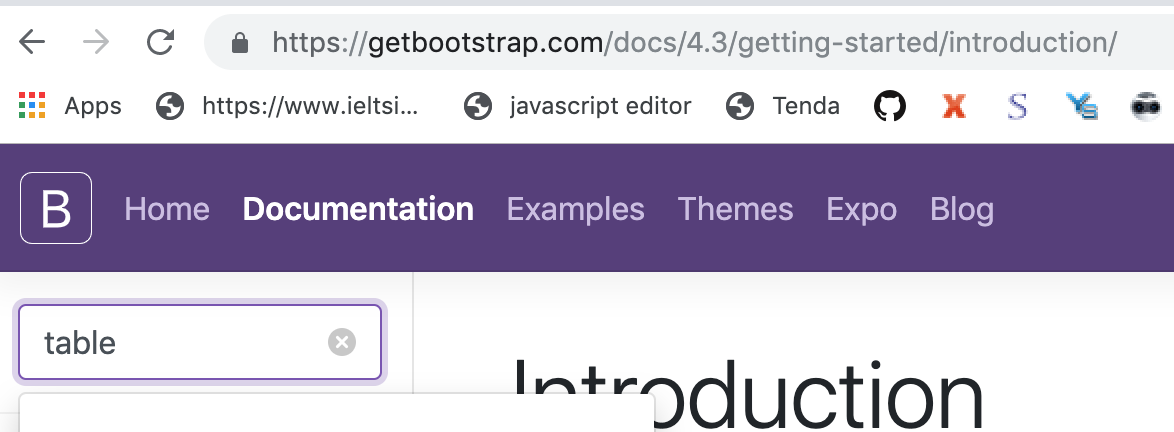 https://getbootstrap.com/docs/4.3/getting-started/introduction/
Apps https://www.ieltsi... javascript editor Tenda X S YS
B Home Documentation Examples Themes Expo Blog
table
Introduction